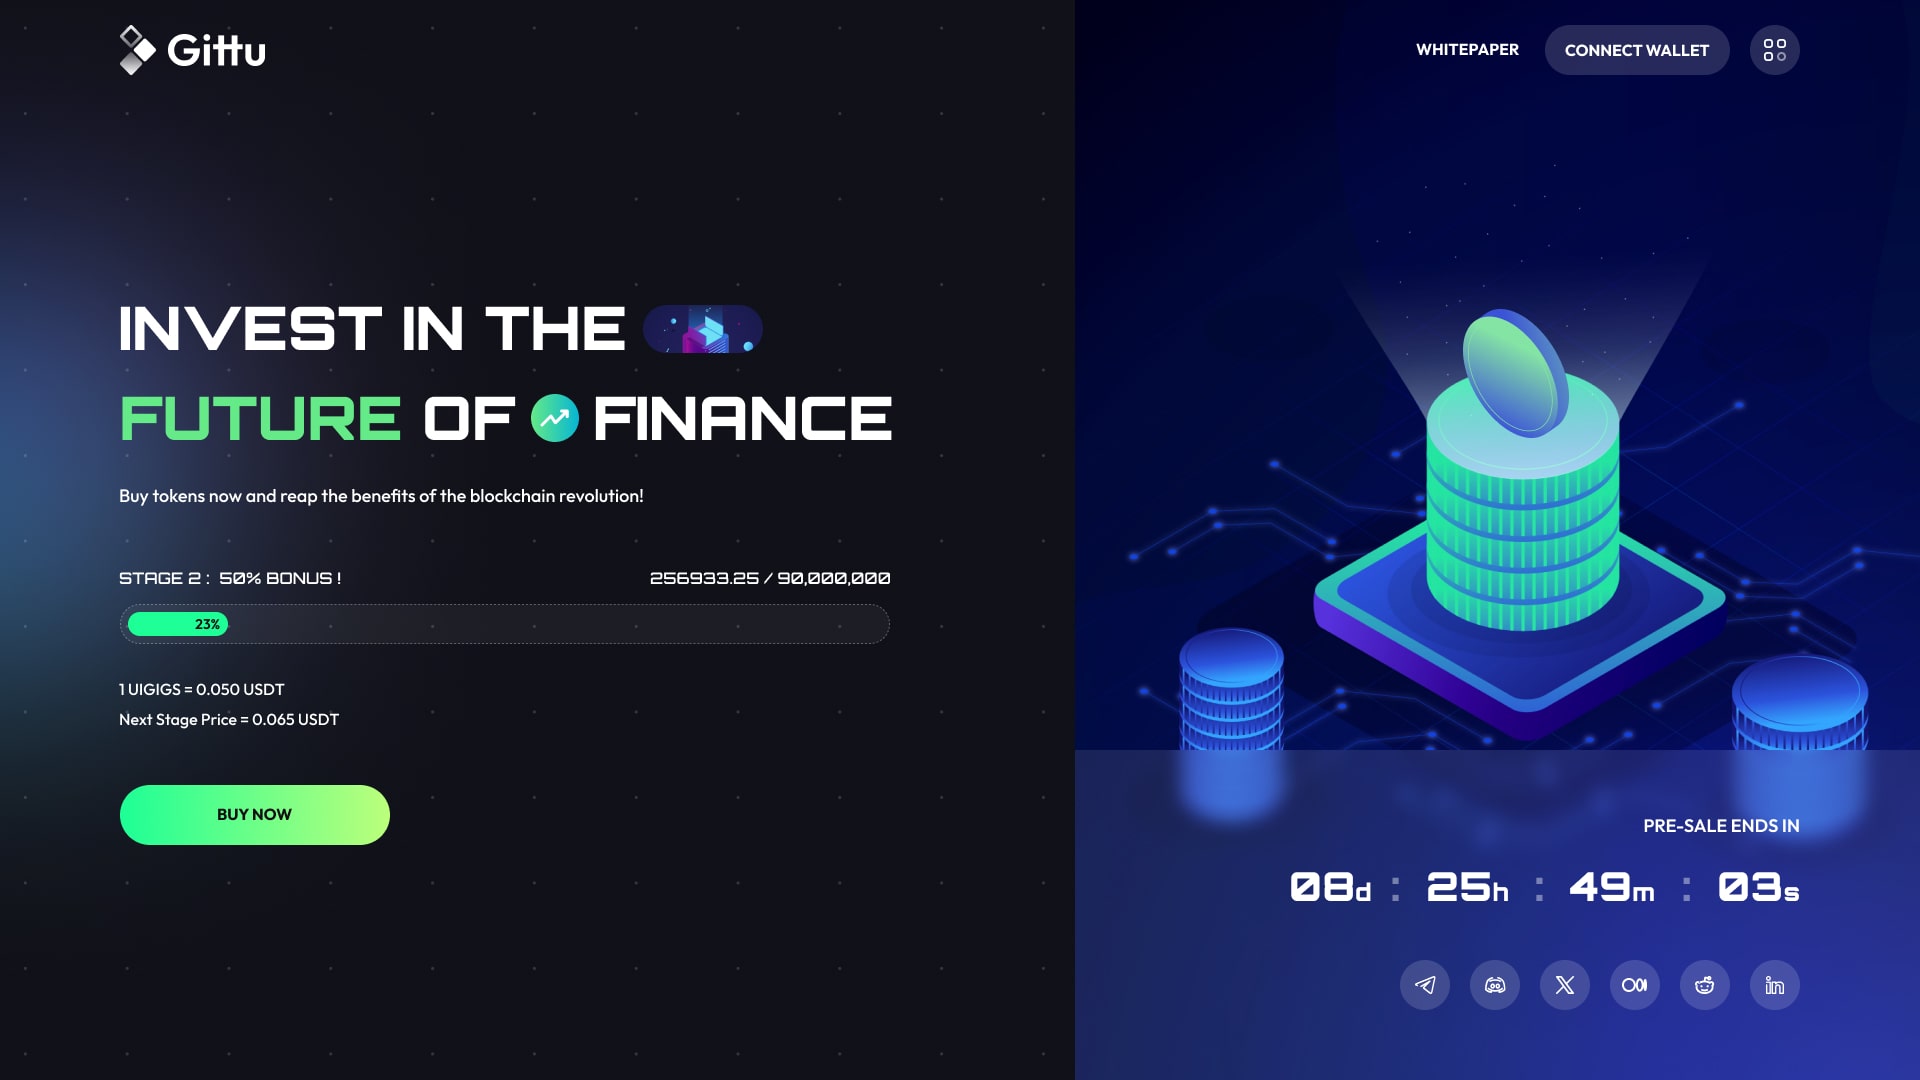 Gittu
WHITEPAPER
CONNECT WALLET
INVEST IN THE
FUTURE OF FINANCE
Buy tokens now and reap the benefits of the blockchain revolution!
STAGE 2 : 50% BONUS !
256933.25 / 90,000,000
23%
1 UIGIGS = 0.050 USDT
Next Stage Price = 0.065 USDT
BUY NOW
PRE-SALE ENDS IN
08d : 25h : 49m : 03s